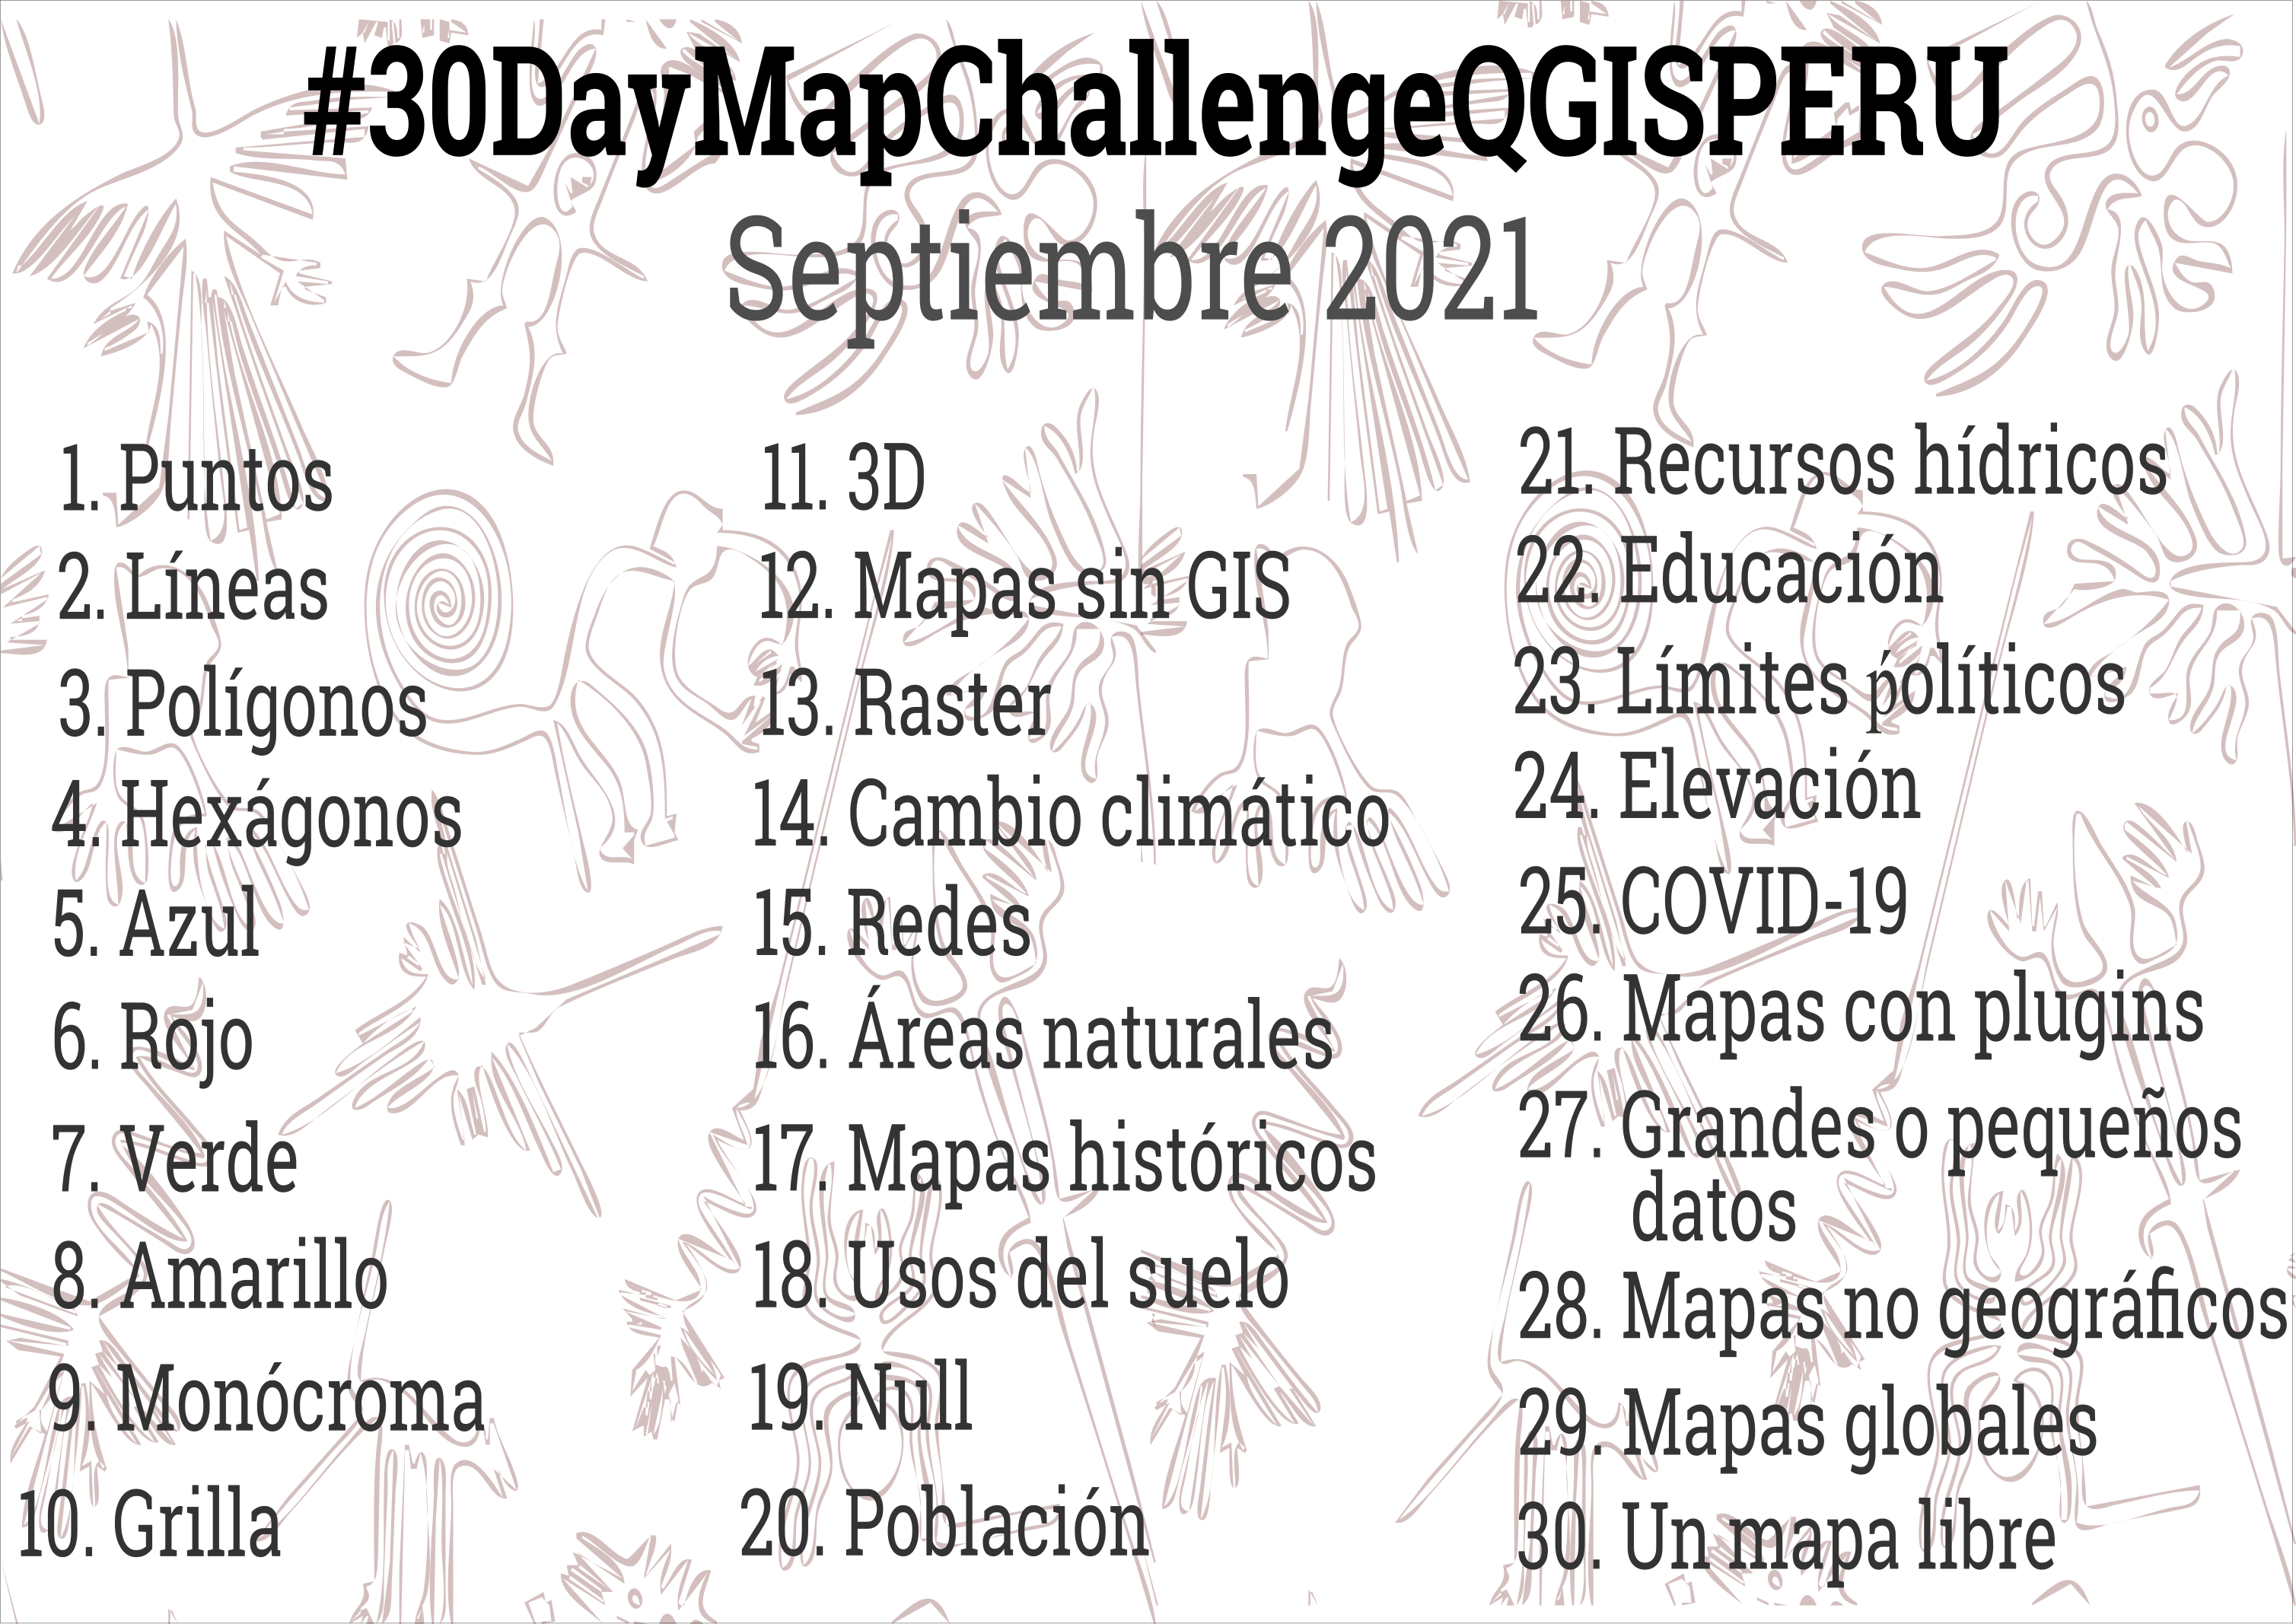 #30DayMapChallengeQGISPERU
Septiembre 2021
1. Puntos
2. Líneas
3. Polígonos
4. Hexágonos
5. Azul
6. Rojo
7. Verde
8. Amarillo
9. Monócroma
10. Grilla
11. 3D
12. Mapas sin GIS
13. Raster
14. Cambio climático
15. Redes
16. Áreas naturales
17. Mapas históricos
18. Usos del suelo
19. Null
20. Población
21. Recursos hídricos
22. Educación
23. Límites ṕolíticos
24. Elevación
25. COVID-19
26. Mapas con plugins
27. Grandes o pequeños
datos
28. Mapas no geográficos
29. Mapas globales
30. Un mapa libre